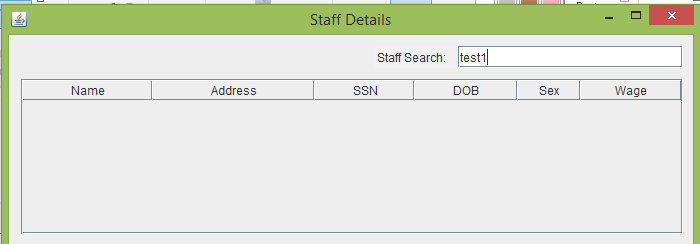 Staff Details
Staff Search: test1
Name Address SSN DOB Sex Wage